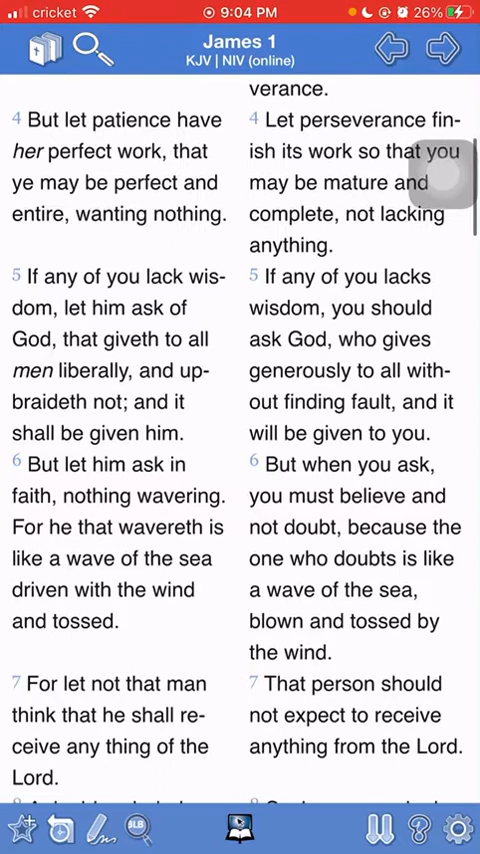 cricket 9:04 PM 26%
James 1
KJV | NIV (online)
verance.
4 But let patience have
her perfect work, that
ye may be perfect and
entire, wanting nothing.
4 Let perseverance fin-
ish its work so that you
may be mature and
complete, not lacking
anything.
5 If any of you lack wis-
dom, let him ask of
God, that giveth to all
men liberally, and up-
braideth not; and it
shall be given him.
5 If any of you lacks
wisdom, you should
ask God, who gives
generously to all with-
out finding fault, and it
will be given to you.
6 But let him ask in
faith, nothing wavering.
For he that wavereth is
like a wave of the sea
driven with the wind
and tossed.
6 But when you ask,
you must believe and
not doubt, because the
one who doubts is like
a wave of the sea,
blown and tossed by
the wind.
7 For let not that man
think that he shall re-
ceive any thing of the
Lord.
7 That person should
not expect to receive
anything from the Lord.
BLB